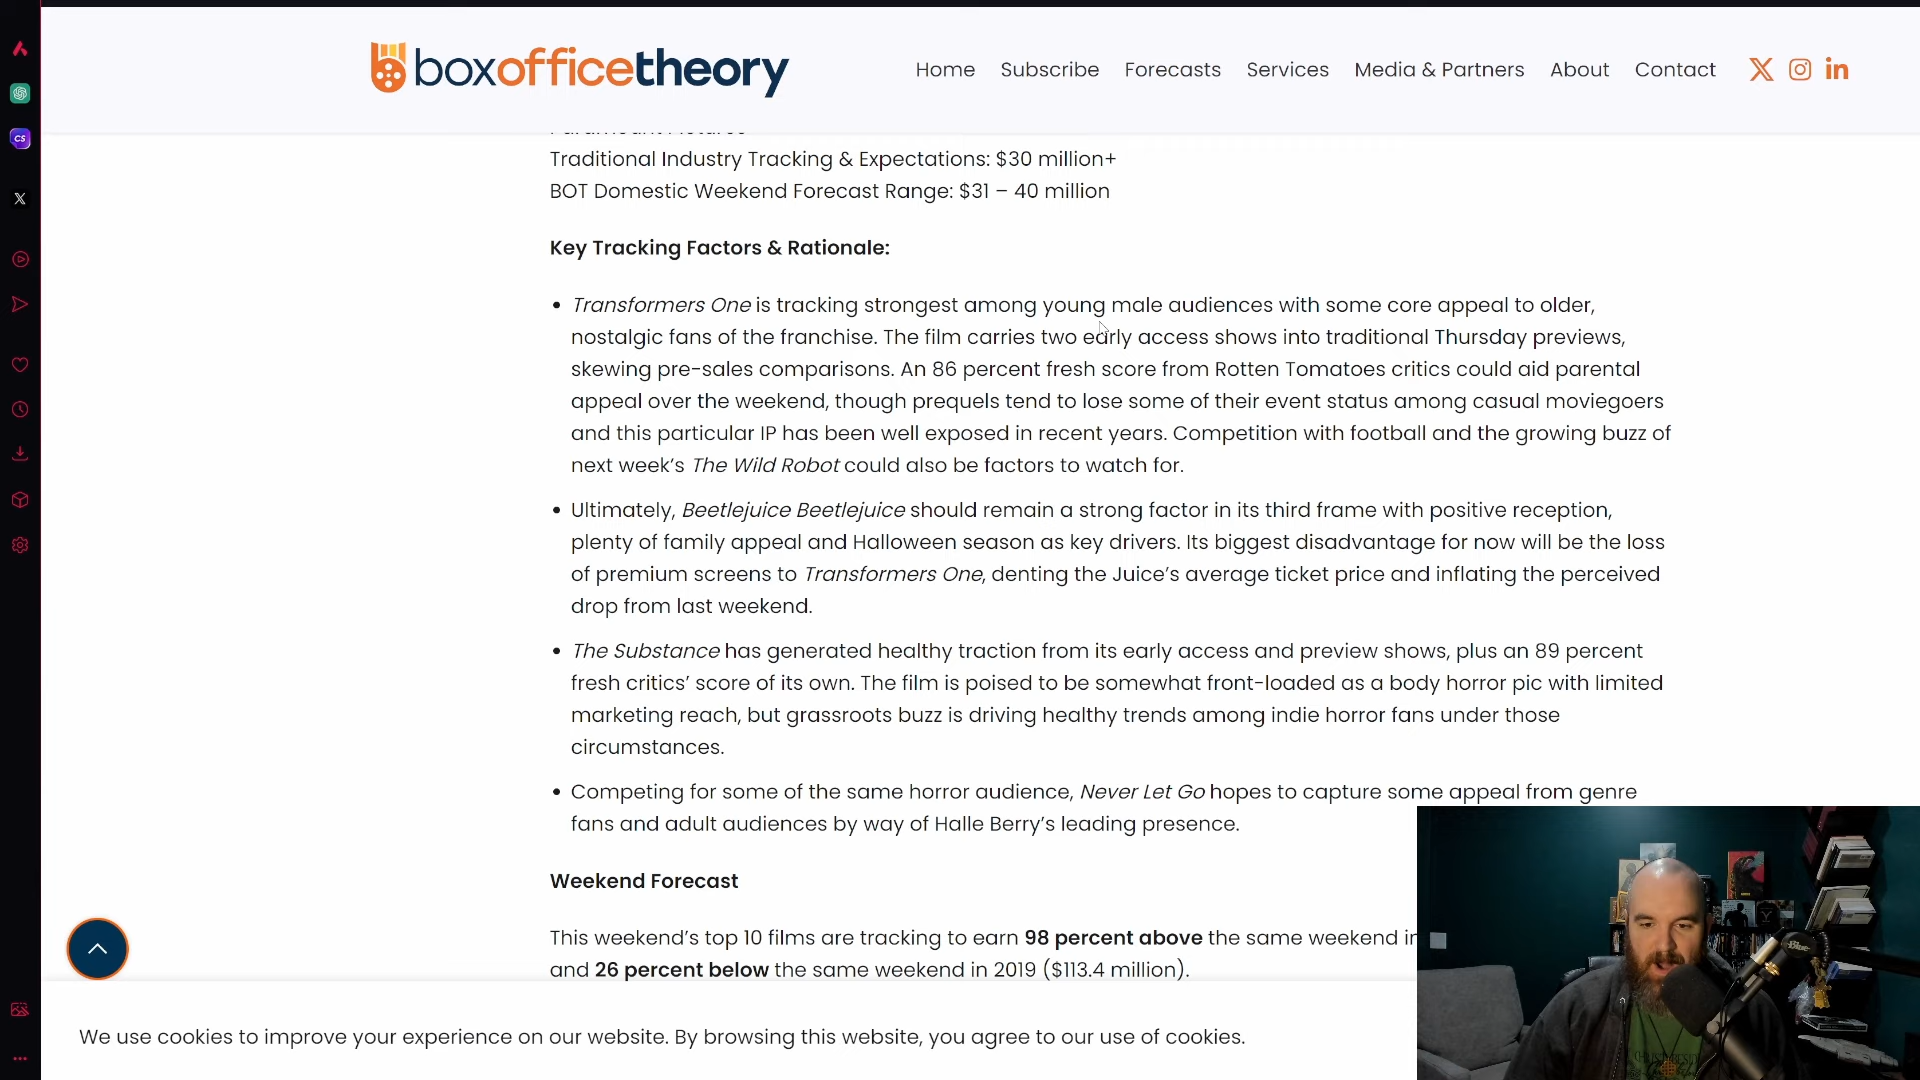 boxofficetheory
Home Subscribe Forecasts Services Media & Partners About Contact
Paramount Pictures
Traditional Industry Tracking & Expectations: $30 million+
BOT Domestic Weekend Forecast Range: $31 – 40 million
Key Tracking Factors & Rationale:
Transformers One is tracking strongest among young male audiences with some core appeal to older,
nostalgic fans of the franchise. The film carries two early access shows into traditional Thursday previews,
skewing pre-sales comparisons. An 86 percent fresh score from Rotten Tomatoes critics could aid parental
appeal over the weekend, though prequels tend to lose some of their event status among casual moviegoers
and this particular IP has been well exposed in recent years. Competition with football and the growing buzz of
next week’s The Wild Robot could also be factors to watch for.
Ultimately, Beetlejuice Beetlejuice should remain a strong factor in its third frame with positive reception,
plenty of family appeal and Halloween season as key drivers. Its biggest disadvantage for now will be the loss
of premium screens to Transformers One, denting the Juice’s average ticket price and inflating the perceived
drop from last weekend.
The Substance has generated healthy traction from its early access and preview shows, plus an 89 percent
fresh critics’ score of its own. The film is poised to be somewhat front-loaded as a body horror pic with limited
marketing reach, but grassroots buzz is driving healthy trends among indie horror fans under those
circumstances.
Competing for some of the same horror audience, Never Let Go hopes to capture some appeal from genre
fans and adult audiences by way of Halle Berry’s leading presence.
Weekend Forecast
This weekend’s top 10 films are tracking to earn 98 percent above the same weekend in
and 26 percent below the same weekend in 2019 ($113.4 million).
We use cookies to improve your experience on our website. By browsing this website, you agree to our use of cookies.
CS